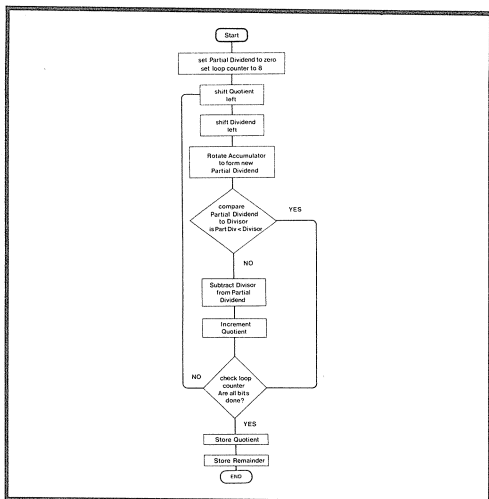 Start
set Partial Dividend to zero
set loop counter to 8
shift Quotient
left
shift Dividend
left
Rotate Accumulator
to form new
Partial Dividend
compare
Partial Dividend
to Divisor
is Part Div < Divisor
YES
NO
Subtract Divisor
from Partial
Dividend
Increment
Quotient
NO
check loop
counter
Are all bits
done?
YES
Store Quotient
Store Remainder
END